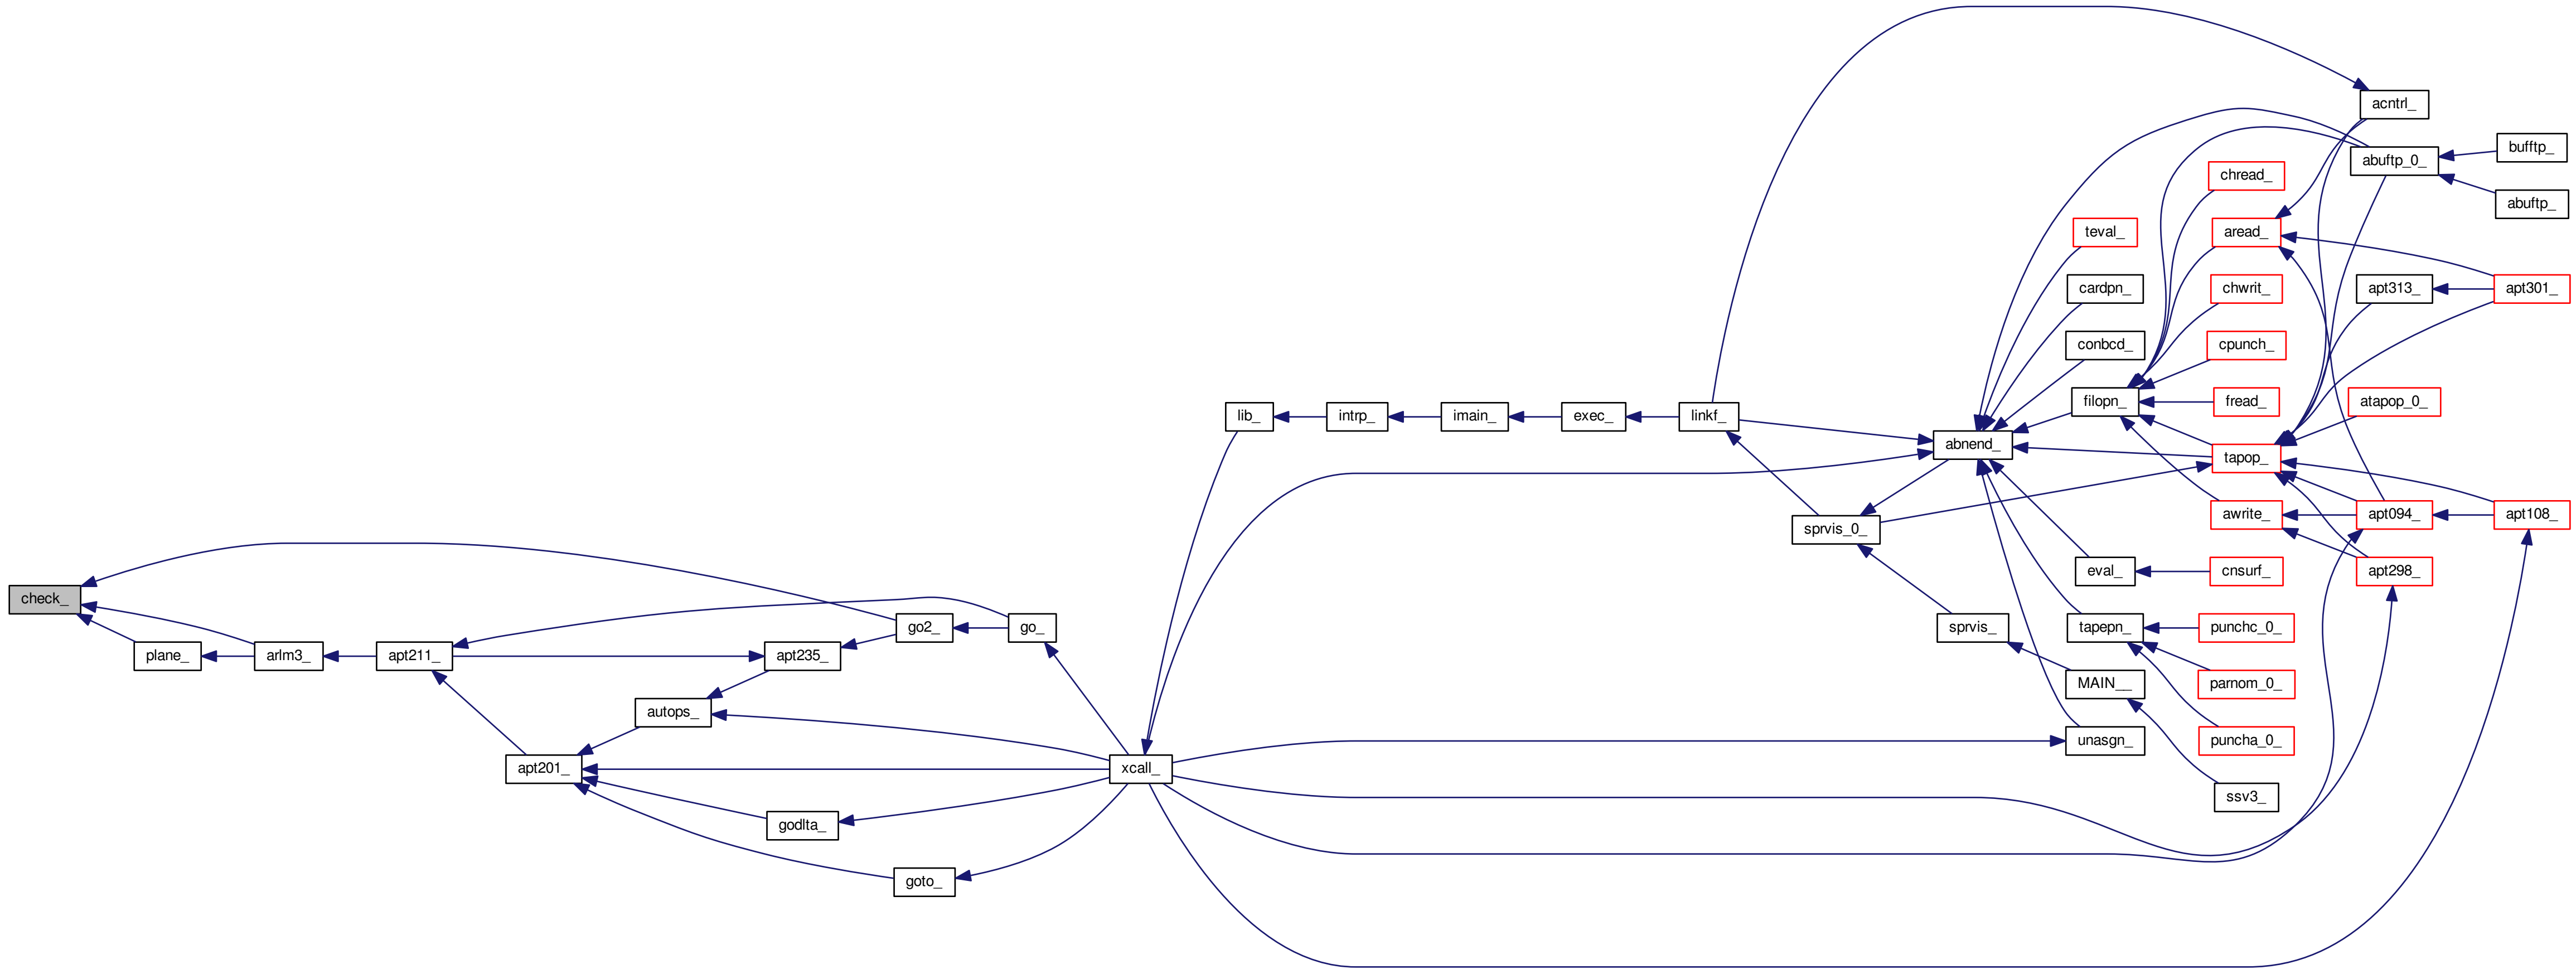 acntrl_
bufftp_
abuftp_0_
chread_
abuftp_
teval_
aread_
cardpn_
chwrit_
apt313_
apt301_
conbcd_
cpunch_
filopn_
fread_
atapop_0_
lib_
intrp_
imain_
exec_
linkf_
abnend_
tapop_
awrite_
apt094_
apt108_
sprvis_0_
eval_
cnsurf_
apt298_
check_
go2_
go_
sprvis_
tapepn_
punchc_0_
plane_
arlm3_
apt211_
apt235_
MAIN__
parnom_0_
autops_
unasgn_
puncha_0_
apt201_
xcall_
ssv3_
godlta_
goto_